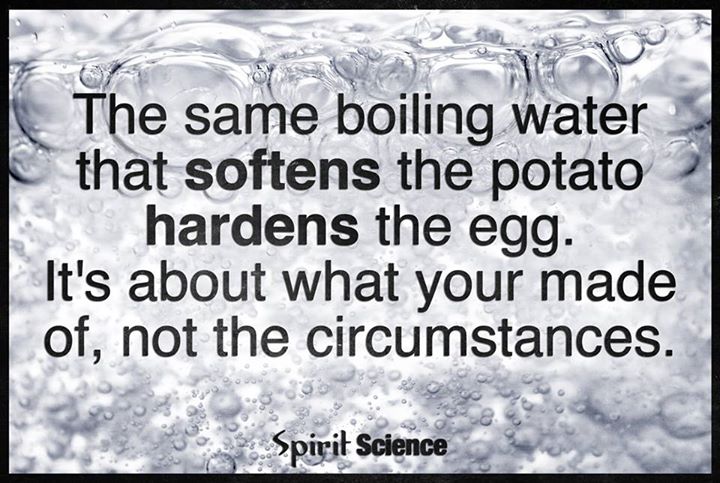 The same boiling water
that softens the potato
hardens the egg.
It's about what your made
of, not the circumstances.
Spirit Science